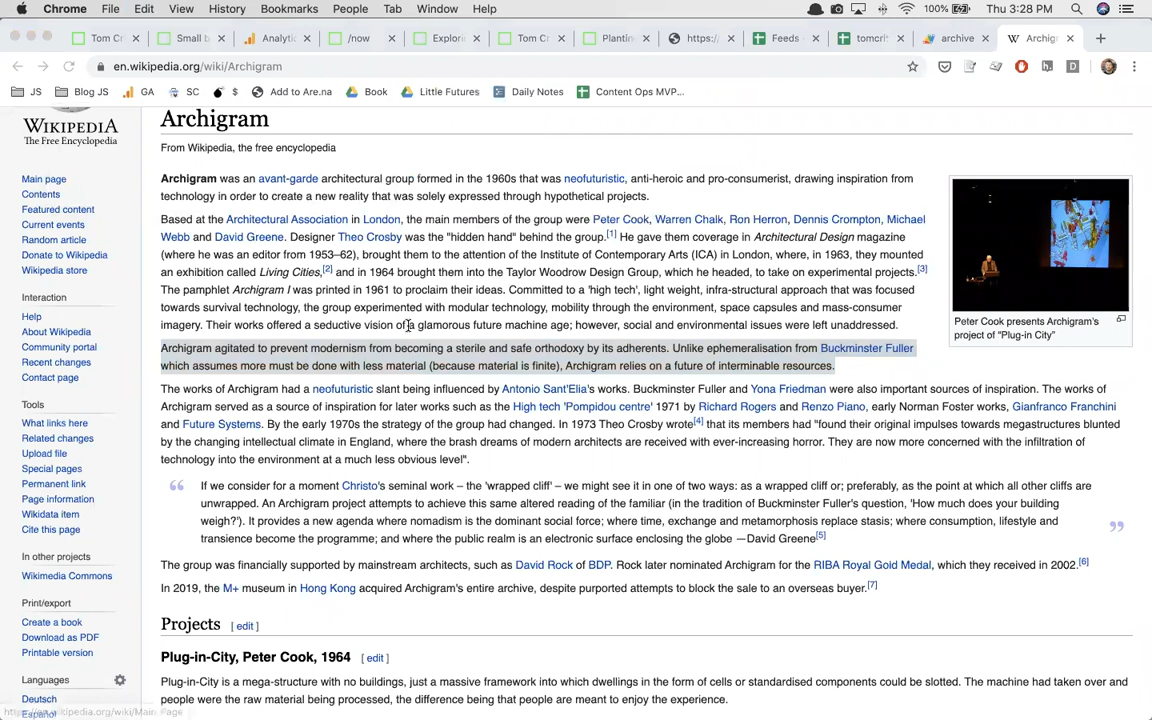 Chrome File Edit View History Bookmarks People Tab Window Help 100% Thu 3:28 PM
Tom Cr Small b Analytic /now Explori Tom Cr Plantin https:/ Feeds - tomcrit archive Archigr
en.wikipedia.org/wiki/Archigram
JS Blog JS GA SC $ Add to Are.na Book Little Futures Daily Notes Content Ops MVP...
WIKIPEDIA
The Free Encyclopedia
Main page
Contents
Featured content
Current events
Random article
Donate to Wikipedia
Wikipedia store
Interaction
Help
About Wikipedia
Community portal
Recent changes
Contact page
Tools
What links here
Related changes
Upload file
Special pages
Permanent link
Page information
Wikidata item
Cite this page
In other projects
Wikimedia Commons
Print/export
Create a book
Download as PDF
Printable version
Languages
Deutsch
Español
https://en.wikipedia.org/wiki/Main_Page
Archigram
From Wikipedia, the free encyclopedia
Archigram was an avant-garde architectural group formed in the 1960s that was neofuturistic, anti-heroic and pro-consumerist, drawing inspiration from
technology in order to create a new reality that was solely expressed through hypothetical projects.
Based at the Architectural Association in London, the main members of the group were Peter Cook, Warren Chalk, Ron Herron, Dennis Crompton, Michael
Webb and David Greene. Designer Theo Crosby was the "hidden hand" behind the group.[1] He gave them coverage in Architectural Design magazine
(where he was an editor from 1953–62), brought them to the attention of the Institute of Contemporary Arts (ICA) in London, where, in 1963, they mounted
an exhibition called Living Cities,[2] and in 1964 brought them into the Taylor Woodrow Design Group, which he headed, to take on experimental projects.[3]
The pamphlet Archigram I was printed in 1961 to proclaim their ideas. Committed to a 'high tech', light weight, infra-structural approach that was focused
towards survival technology, the group experimented with modular technology, mobility through the environment, space capsules and mass-consumer
imagery. Their works offered a seductive vision of a glamorous future machine age; however, social and environmental issues were left unaddressed.
Archigram agitated to prevent modernism from becoming a sterile and safe orthodoxy by its adherents. Unlike ephemeralisation from Buckminster Fuller
which assumes more must be done with less material (because material is finite), Archigram relies on a future of interminable resources.
The works of Archigram had a neofuturistic slant being influenced by Antonio Sant'Elia's works. Buckminster Fuller and Yona Friedman were also important sources of inspiration. The works of
Archigram served as a source of inspiration for later works such as the High tech 'Pompidou centre' 1971 by Richard Rogers and Renzo Piano, early Norman Foster works, Gianfranco Franchini
and Future Systems. By the early 1970s the strategy of the group had changed. In 1973 Theo Crosby wrote[4] that its members had "found their original impulses towards megastructures blunted
by the changing intellectual climate in England, where the brash dreams of modern architects are received with ever-increasing horror. They are now more concerned with the infiltration of
technology into the environment at a much less obvious level".
“ If we consider for a moment Christo's seminal work – the 'wrapped cliff' – we might see it in one of two ways: as a wrapped cliff or; preferably, as the point at which all other cliffs are
unwrapped. An Archigram project attempts to achieve this same altered reading of the familiar (in the tradition of Buckminster Fuller's question, 'How much does your building
weigh?'). It provides a new agenda where nomadism is the dominant social force; where time, exchange and metamorphosis replace stasis; where consumption, lifestyle and
transience become the programme; and where the public realm is an electronic surface enclosing the globe —David Greene[5] ”
The group was financially supported by mainstream architects, such as David Rock of BDP. Rock later nominated Archigram for the RIBA Royal Gold Medal, which they received in 2002.[6]
In 2019, the M+ museum in Hong Kong acquired Archigram's entire archive, despite purported attempts to block the sale to an overseas buyer.[7]
Projects [ edit ]
Plug-in-City, Peter Cook, 1964 [ edit ]
Plug-in-City is a mega-structure with no buildings, just a massive framework into which dwellings in the form of cells or standardised components could be slotted. The machine had taken over and
people were the raw material being processed, the difference being that people are meant to enjoy the experience.
Peter Cook presents Archigram's
project of "Plug-in City"